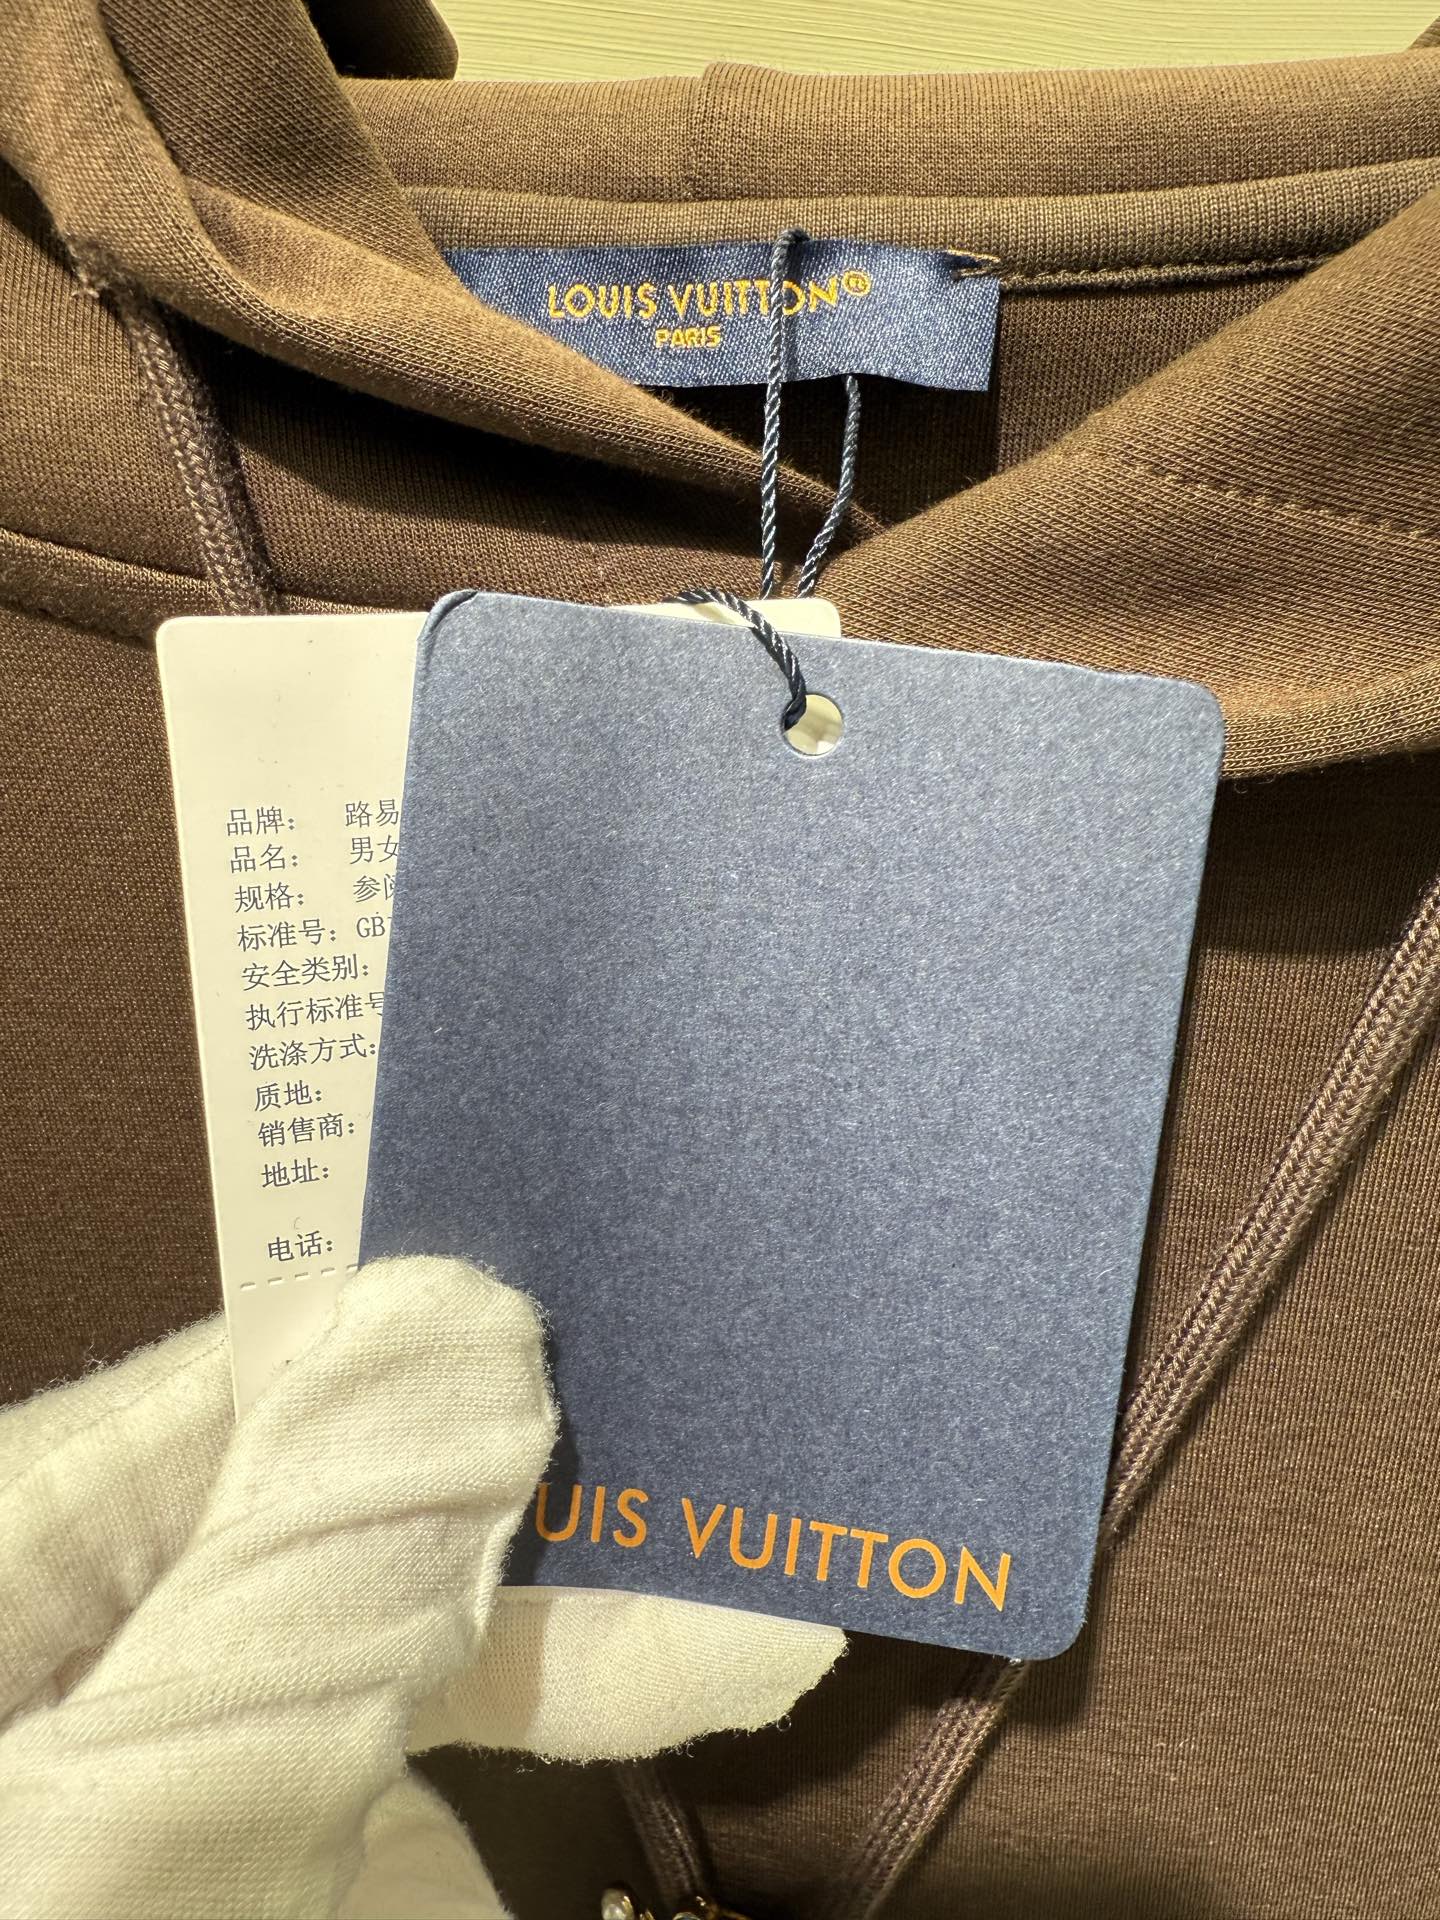 LOUIS VUITTON®
PARIS
品牌： 路易
品名： 男女
规格： 参阅
标准号：GB
安全类别：
执行标准号
洗涤方式：
质地：
销售商：
地址：
电话：
UIS VUITTON